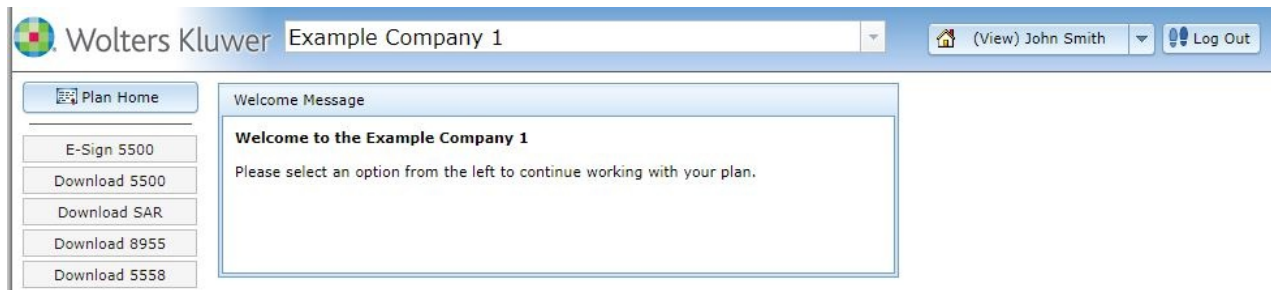 Wolters Kluwer Example Company 1 (View) John Smith Log Out
Plan Home
Welcome Message
Welcome to the Example Company 1
Please select an option from the left to continue working with your plan.
E-Sign 5500
Download 5500
Download SAR
Download 8955
Download 5558